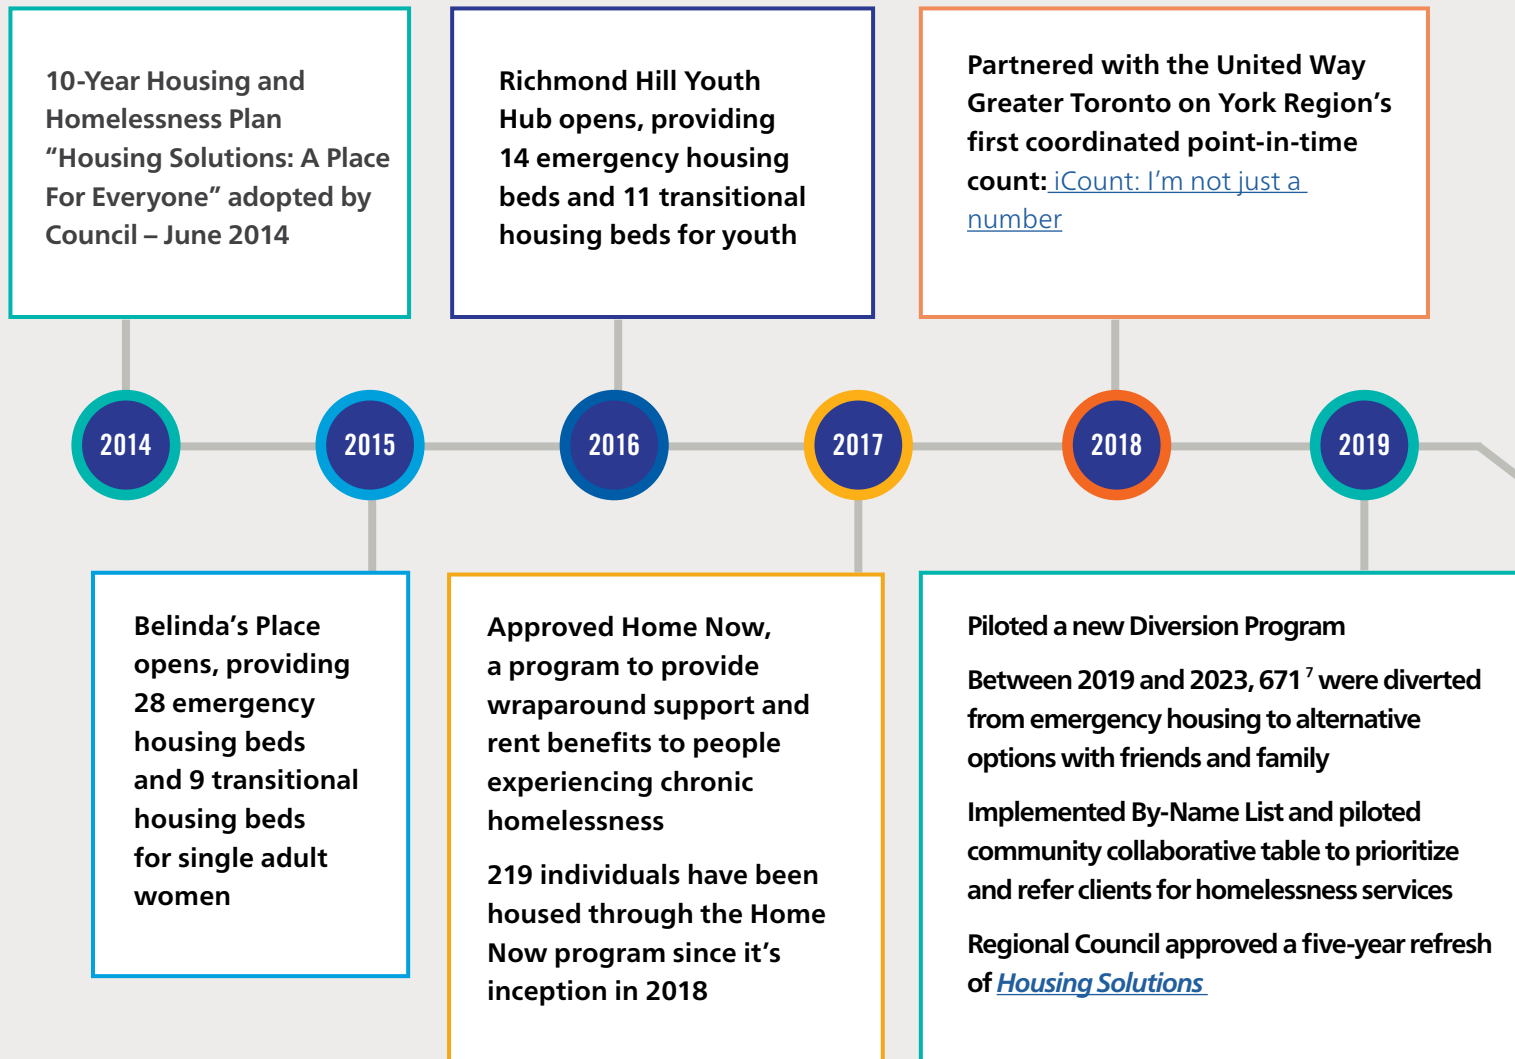 10-Year Housing and
Homelessness Plan
“Housing Solutions: A Place
For Everyone” adopted by
Council – June 2014
Richmond Hill Youth
Hub opens, providing
14 emergency housing
beds and 11 transitional
housing beds for youth
Partnered with the United Way
Greater Toronto on York Region’s
first coordinated point-in-time
count: iCount: I’m not just a
number
2014
2015
2016
2017
2018
2019
Belinda’s Place
opens, providing
28 emergency
housing beds
and 9 transitional
housing beds
for single adult
women
Approved Home Now,
a program to provide
wraparound support and
rent benefits to people
experiencing chronic
homelessness
219 individuals have been
housed through the Home
Now program since it’s
inception in 2018
Piloted a new Diversion Program
Between 2019 and 2023, 671 7 were diverted
from emergency housing to alternative
options with friends and family
Implemented By-Name List and piloted
community collaborative table to prioritize
and refer clients for homelessness services
Regional Council approved a five-year refresh
of Housing Solutions